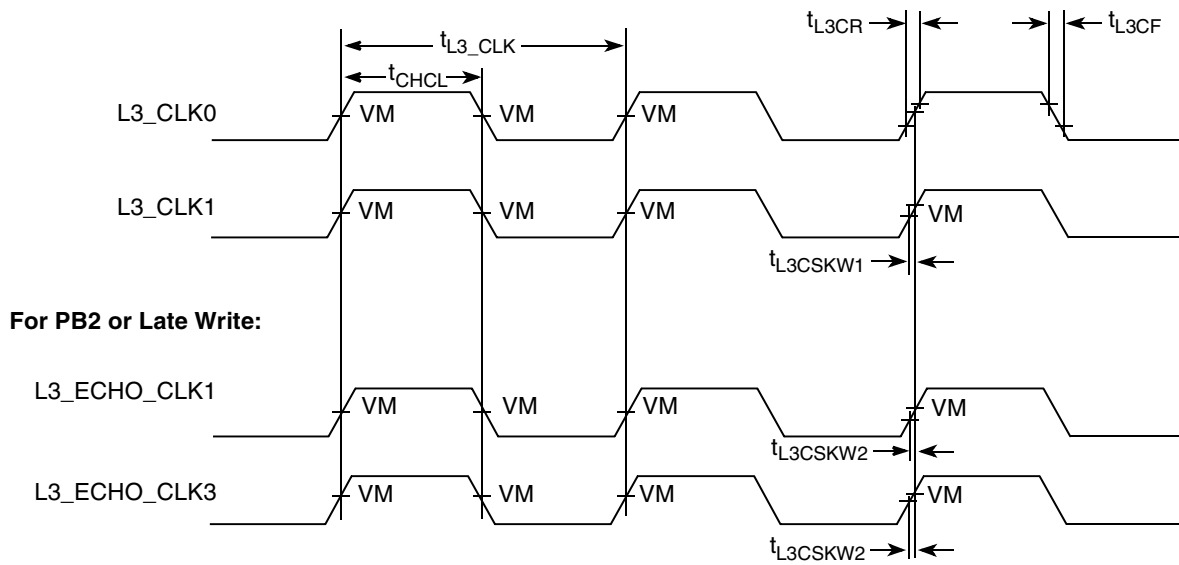 tL3_CLK
tL3CR
tL3CF
tCHCL
L3_CLK0
VM
VM
VM
L3_CLK1
VM
VM
VM
VM
tL3CSKW1
For PB2 or Late Write:
L3_ECHO_CLK1
VM
VM
VM
VM
tL3CSKW2
L3_ECHO_CLK3
VM
VM
VM
VM
tL3CSKW2